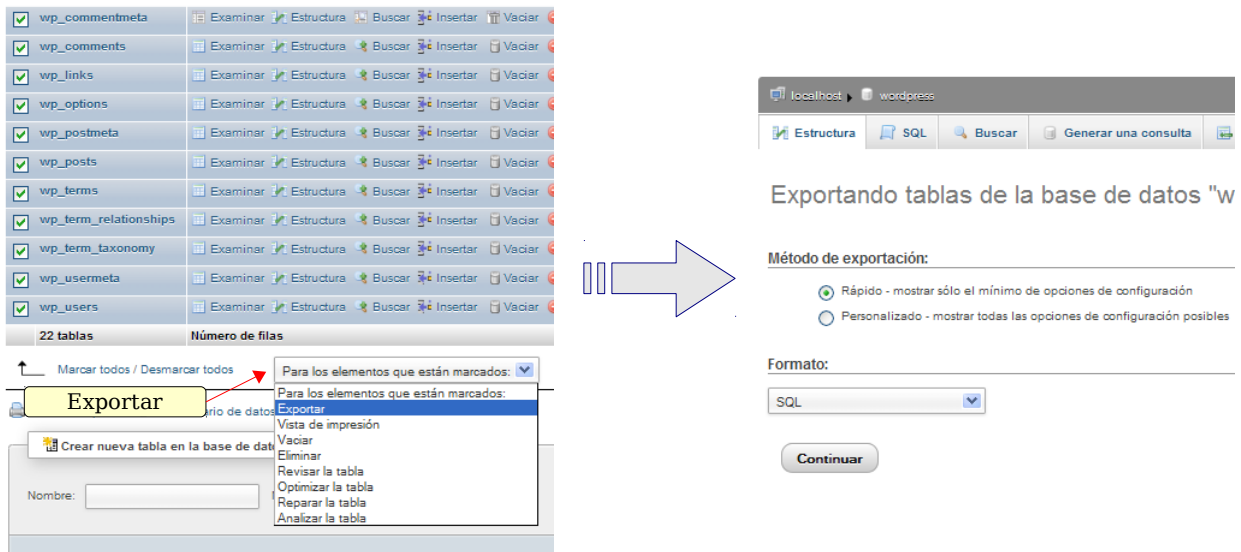 wp_commentmeta Examinar Estructura Buscar Insertar Vaciar
wp_comments Examinar Estructura Buscar Insertar Vaciar
wp_links Examinar Estructura Buscar Insertar Vaciar
wp_options Examinar Estructura Buscar Insertar Vaciar
wp_postmeta Examinar Estructura Buscar Insertar Vaciar
wp_posts Examinar Estructura Buscar Insertar Vaciar
wp_terms Examinar Estructura Buscar Insertar Vaciar
wp_term_relationships Examinar Estructura Buscar Insertar Vaciar
wp_term_taxonomy Examinar Estructura Buscar Insertar Vaciar
wp_usermeta Examinar Estructura Buscar Insertar Vaciar
wp_users Examinar Estructura Buscar Insertar Vaciar
22 tablas Número de filas
Marcar todos / Desmarcar todos
Para los elementos que están marcados:
Exportar
Para los elementos que están marcados:
Exportar
Vista de impresión
Vaciar
Eliminar
Revisar la tabla
Optimizar la tabla
Reparar la tabla
Analizar la tabla
Crear nueva tabla en la base de dat
Nombre:
localhost wordpress
Estructura SQL Buscar Generar una consulta
Exportando tablas de la base de datos "w
Método de exportación:
Rápido - mostrar sólo el mínimo de opciones de configuración
Personalizado - mostrar todas las opciones de configuración posibles
Formato:
SQL
Continuar